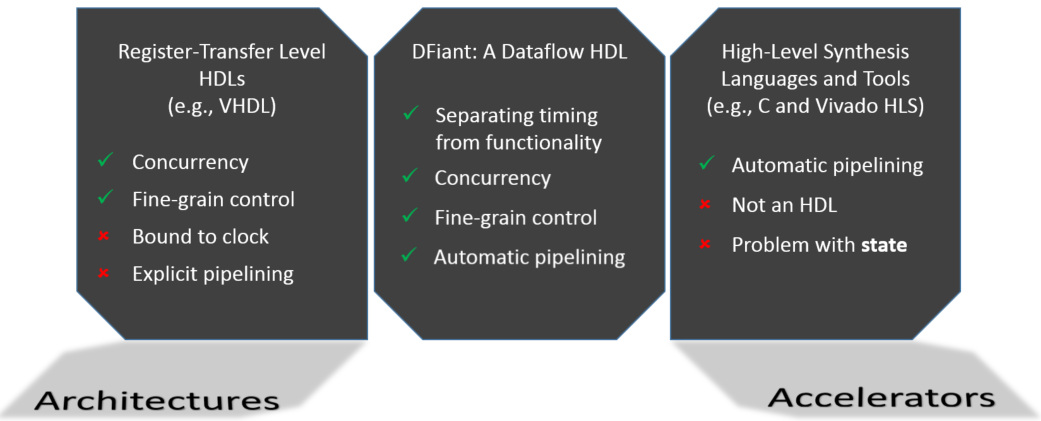 Register-Transfer Level
HDLs
(e.g., VHDL)
✓ Concurrency
✓ Fine-grain control
✗ Bound to clock
✗ Explicit pipelining
DFiant: A Dataflow HDL
✓ Separating timing
from functionality
✓ Concurrency
✓ Fine-grain control
✓ Automatic pipelining
High-Level Synthesis
Languages and Tools
(e.g., C and Vivado HLS)
✓ Automatic pipelining
✗ Not an HDL
✗ Problem with state
Architectures
Accelerators